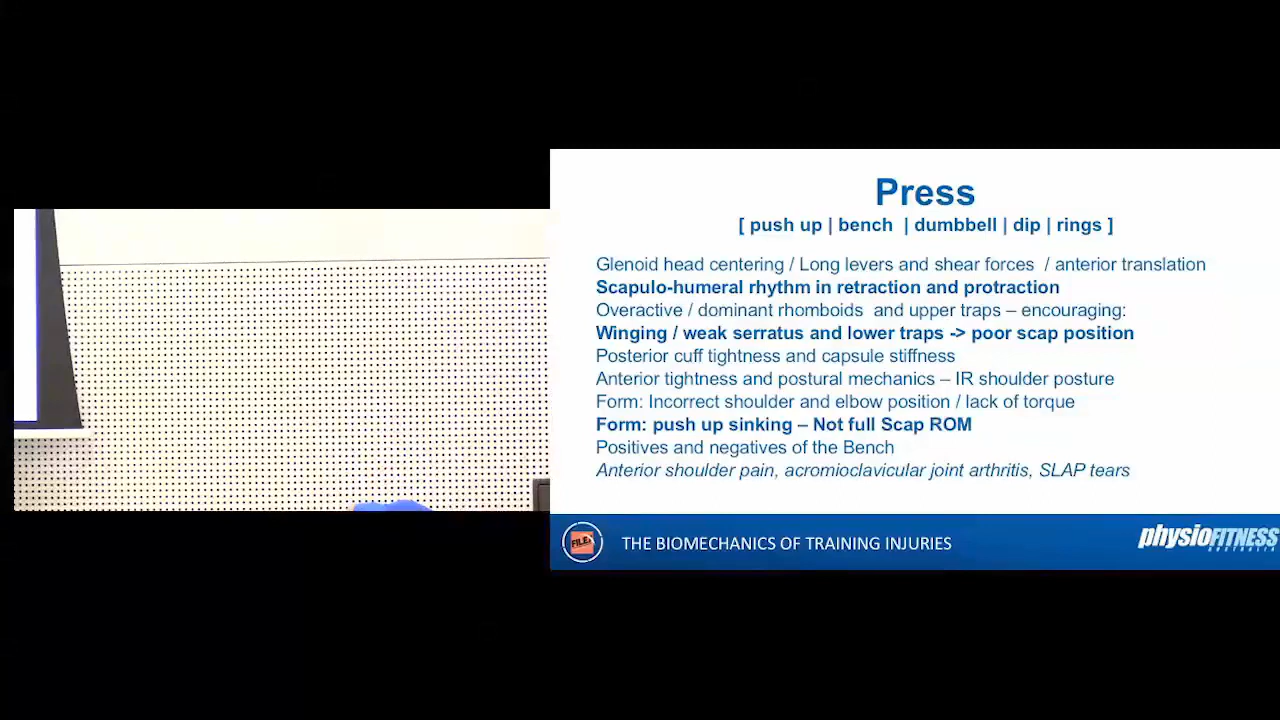 Press
[ push up | bench | dumbbell | dip | rings ]
Glenoid head centering / Long levers and shear forces / anterior translation
Scapulo-humeral rhythm in retraction and protraction
Overactive / dominant rhomboids and upper traps – encouraging:
Winging / weak serratus and lower traps -> poor scap position
Posterior cuff tightness and capsule stiffness
Anterior tightness and postural mechanics – IR shoulder posture
Form: Incorrect shoulder and elbow position / lack of torque
Form: push up sinking – Not full Scap ROM
Positives and negatives of the Bench
Anterior shoulder pain, acromioclavicular joint arthritis, SLAP tears
FILEX
THE BIOMECHANICS OF TRAINING INJURIES
physioFITNESS
AUSTRALIA